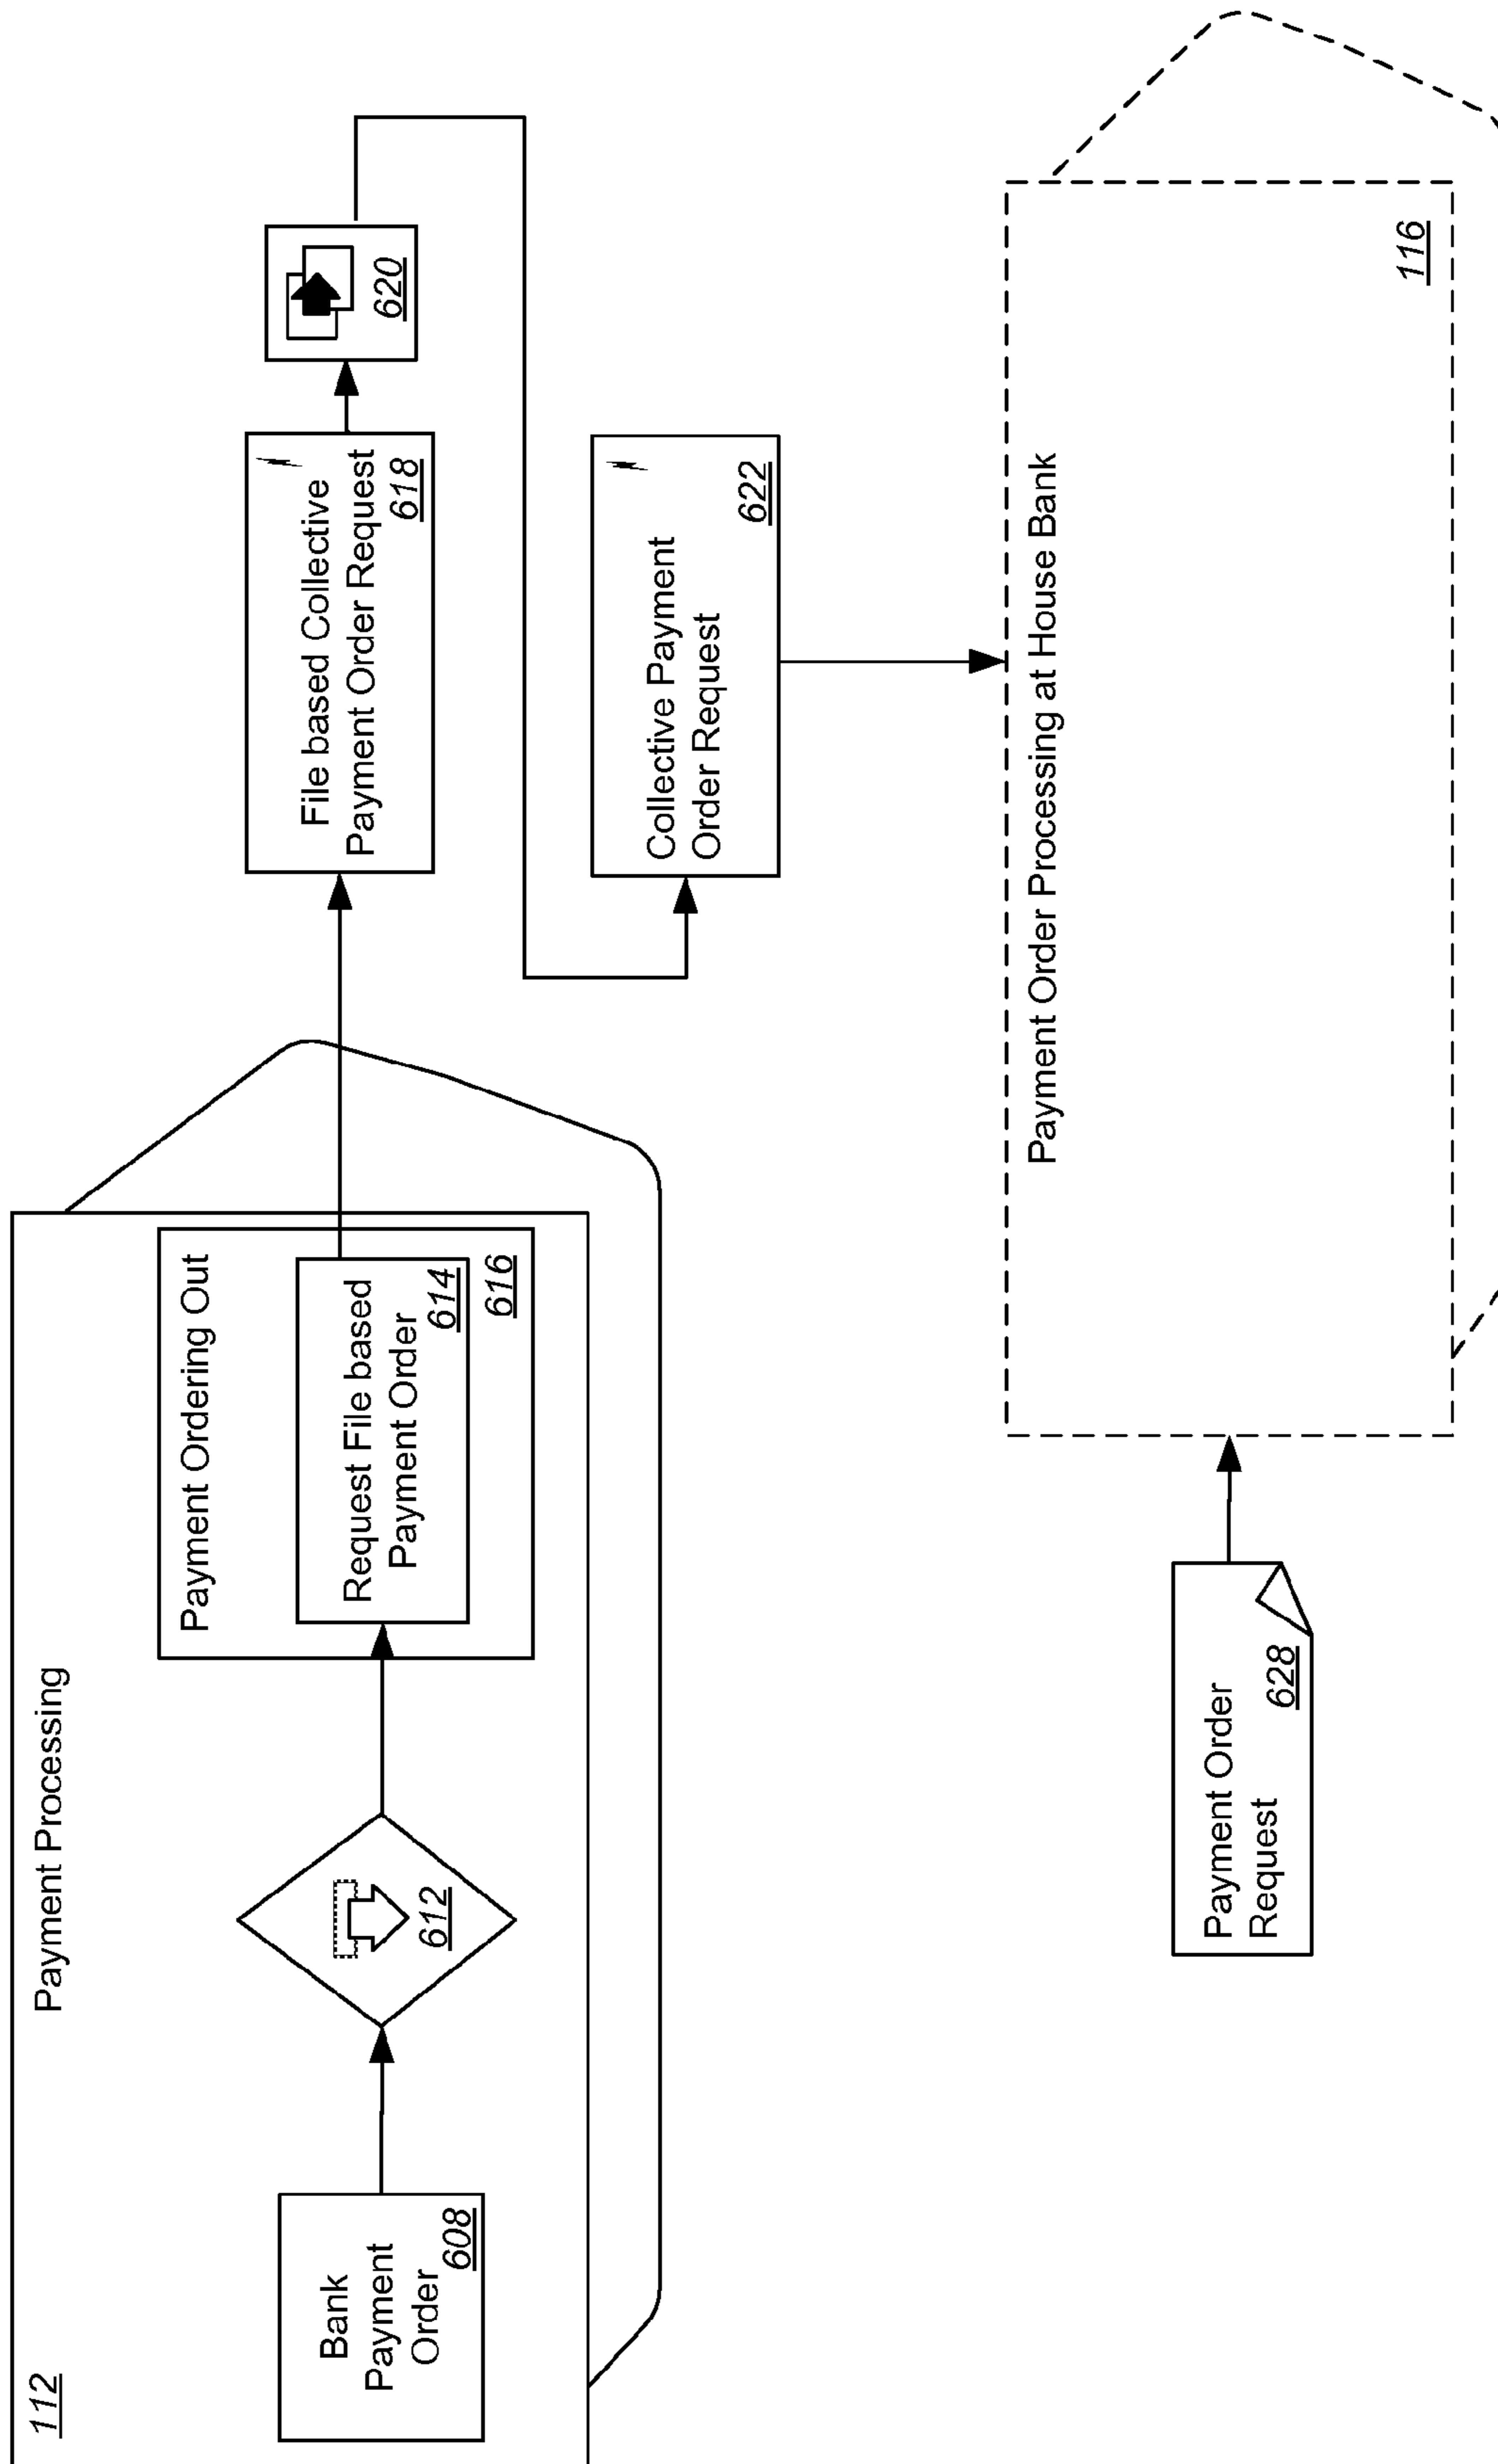 112
Payment Processing
Bank
Payment
Order
608
612
Payment Ordering Out
Request File based
Payment Order
614
616
File based Collective
Payment Order Request
618
620
Collective Payment
Order Request
622
Payment Order Processing at House Bank
116
Payment Order
Request
628